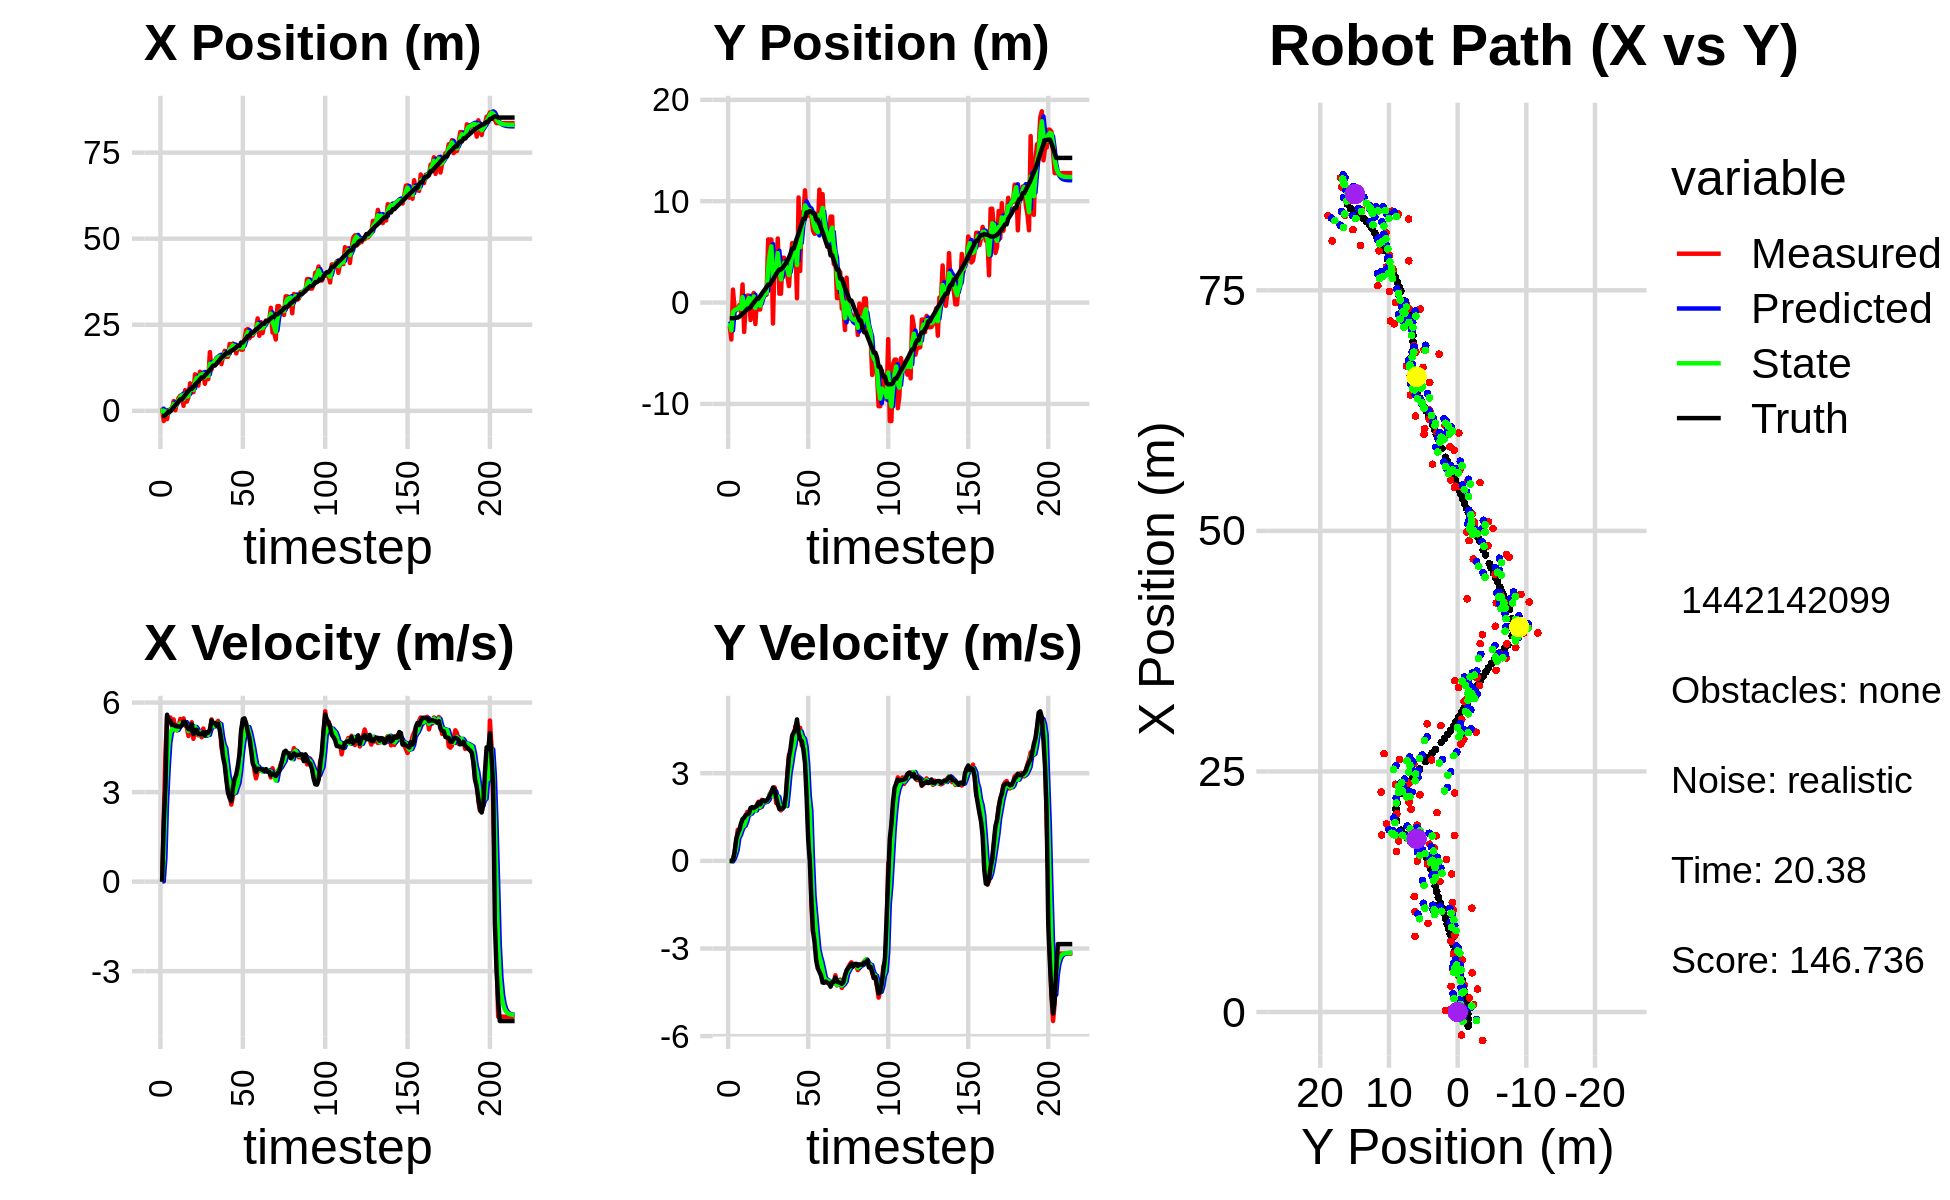 X Position (m)
75
50
25
0
0 50 100 150 200
timestep
Y Position (m)
20
10
0
-10
0 50 100 150 200
timestep
X Velocity (m/s)
6
3
0
-3
0 50 100 150 200
timestep
Y Velocity (m/s)
3
0
-3
-6
0 50 100 150 200
timestep
Robot Path (X vs Y)
X Position (m)
75
50
25
0
20 10 0 -10 -20
Y Position (m)
variable
Measured
Predicted
State
Truth
1442142099
Obstacles: none
Noise: realistic
Time: 20.38
Score: 146.736